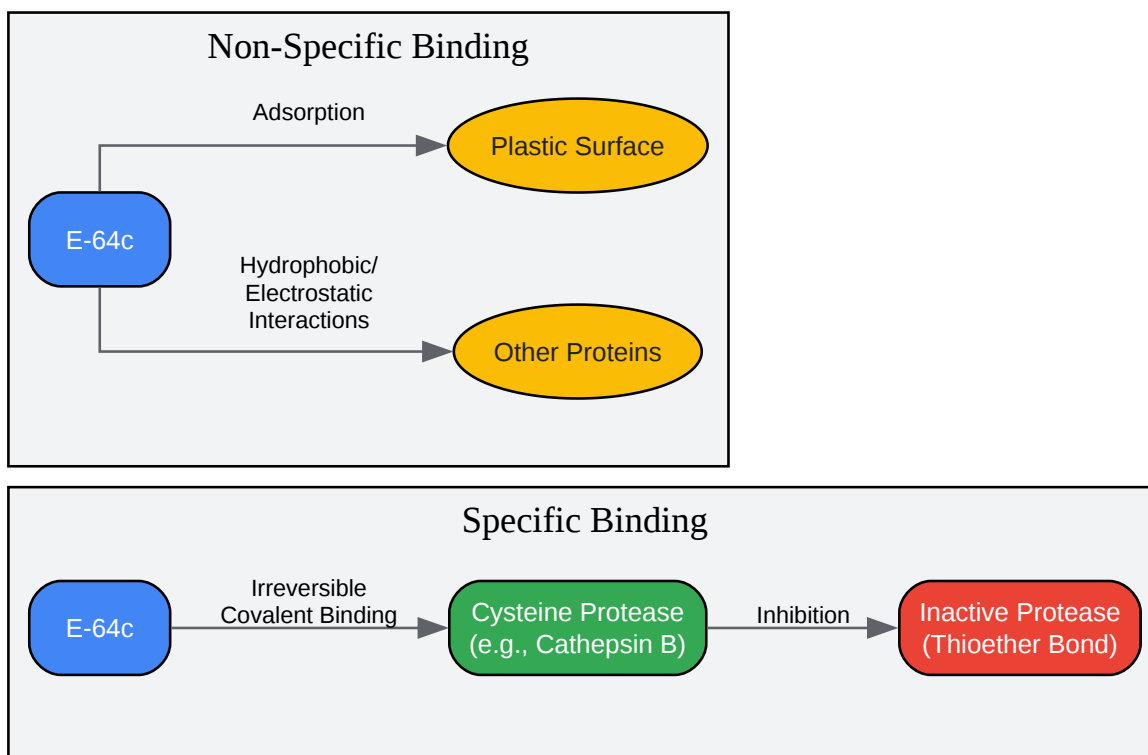 Non-Specific Binding
Adsorption
Plastic Surface
E-64c
Hydrophobic/
Electrostatic
Interactions
Other Proteins
Specific Binding
E-64c
Irreversible
Covalent Binding
Cysteine Protease
(e.g., Cathepsin B)
Inhibition
Inactive Protease
(Thioether Bond)